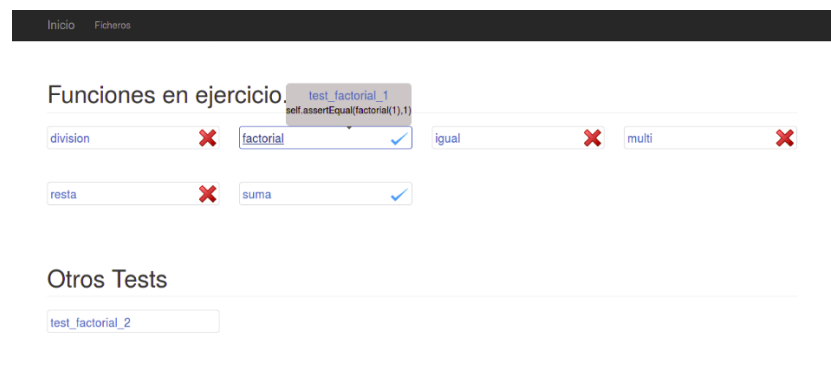 Inicio Ficheros
Funciones en ejercicio.
test_factorial_1
self.assertEqual(factorial(1),1)
division factorial igual multi
resta suma
Otros Tests
test_factorial_2